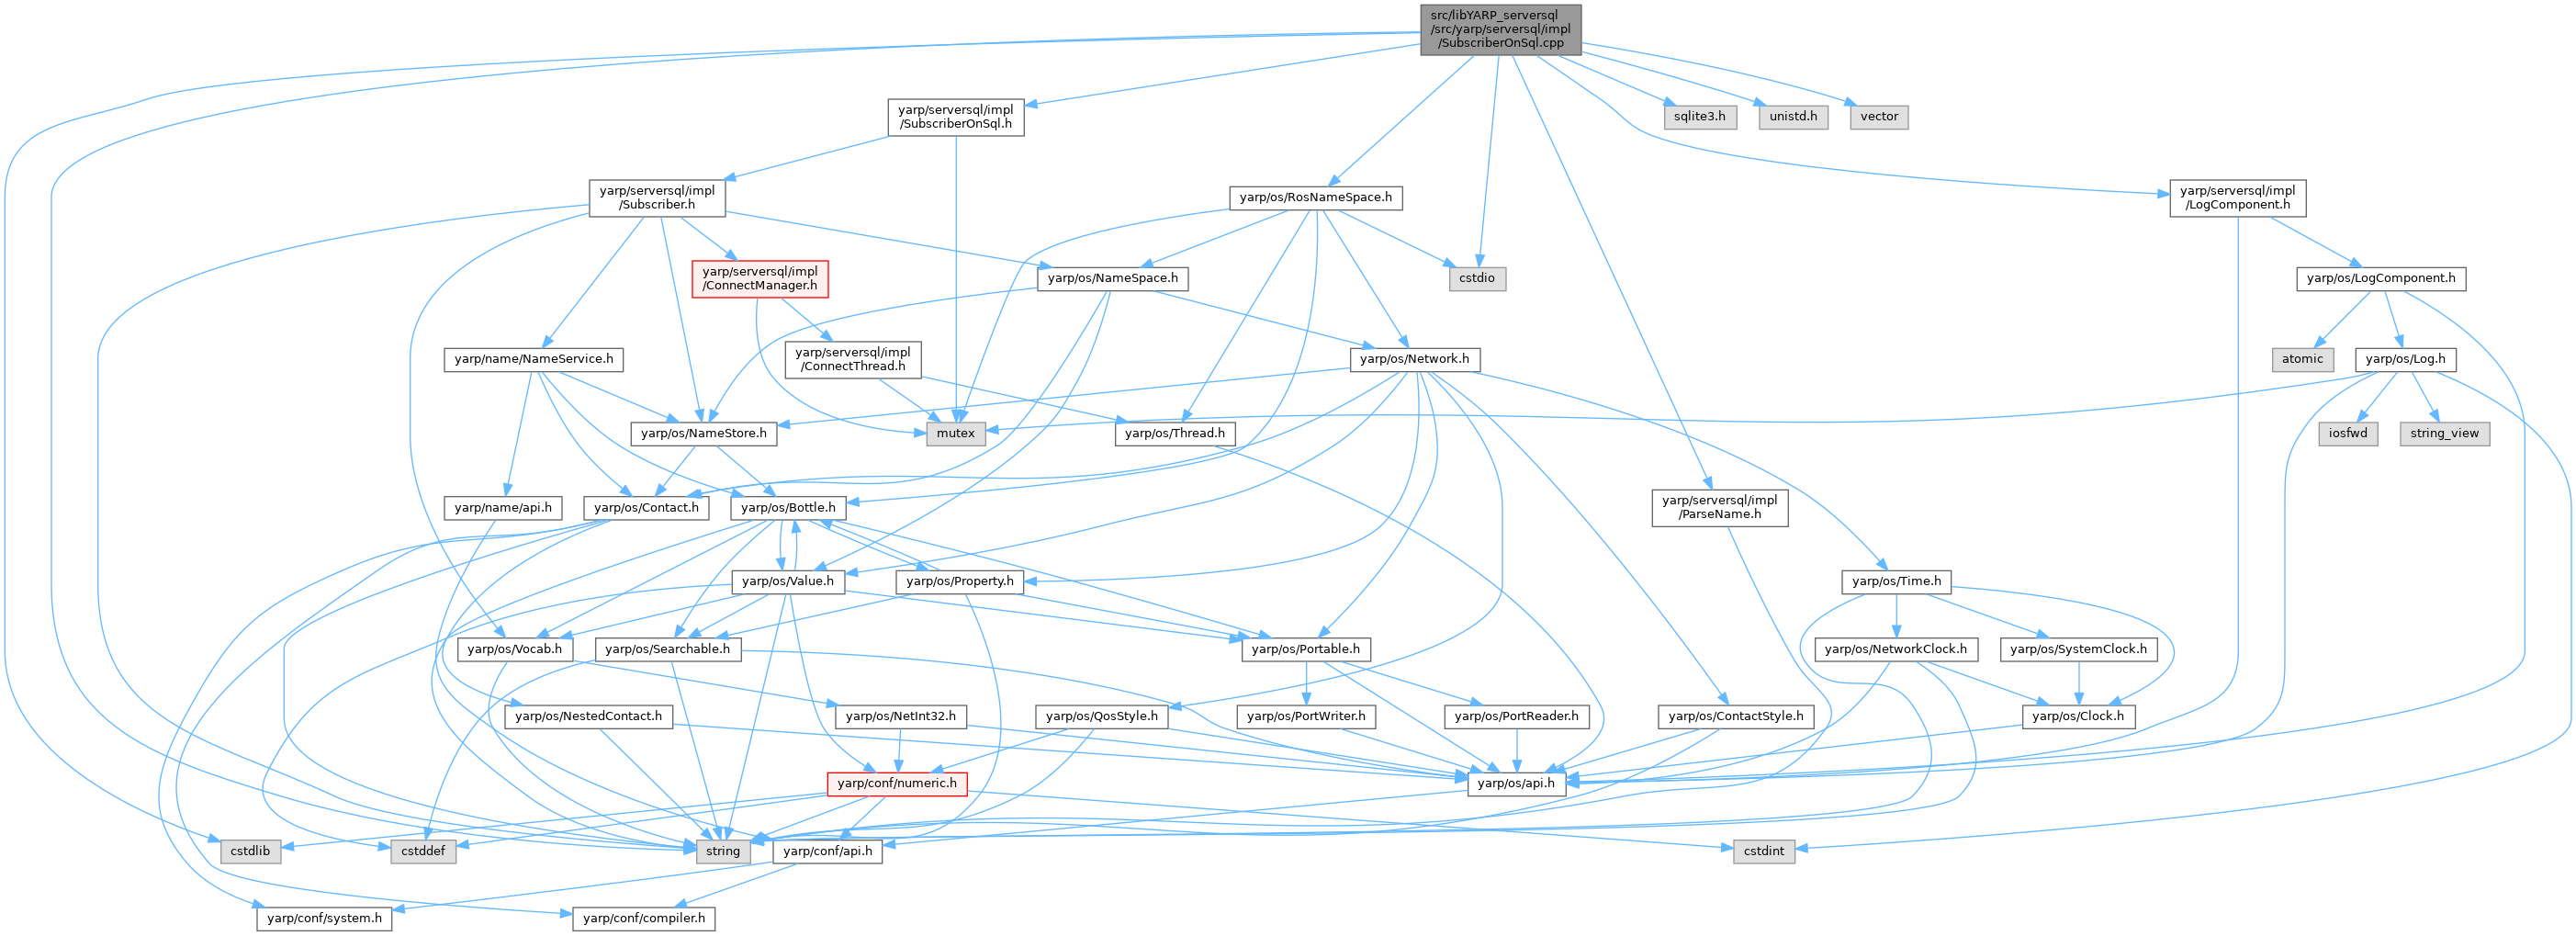 src/libYARP_serversql
/src/yarp/serversql/impl
/SubscriberOnSql.cpp
yarp/serversql/impl
/SubscriberOnSql.h
sqlite3.h
unistd.h
vector
yarp/serversql/impl
/Subscriber.h
yarp/os/RosNameSpace.h
yarp/serversql/impl
/LogComponent.h
yarp/serversql/impl
/ConnectManager.h
yarp/os/NameSpace.h
cstdio
yarp/os/LogComponent.h
yarp/name/NameService.h
yarp/serversql/impl
/ConnectThread.h
yarp/os/Network.h
atomic
yarp/os/Log.h
yarp/os/NameStore.h
mutex
yarp/os/Thread.h
iosfwd
string_view
yarp/name/api.h
yarp/os/Contact.h
yarp/os/Bottle.h
yarp/serversql/impl
/ParseName.h
yarp/os/Value.h
yarp/os/Property.h
yarp/os/Time.h
yarp/os/Vocab.h
yarp/os/Searchable.h
yarp/os/Portable.h
yarp/os/NetworkClock.h
yarp/os/SystemClock.h
yarp/os/NestedContact.h
yarp/os/NetInt32.h
yarp/os/QosStyle.h
yarp/os/PortWriter.h
yarp/os/PortReader.h
yarp/os/ContactStyle.h
yarp/os/Clock.h
yarp/conf/numeric.h
yarp/os/api.h
cstdlib
cstddef
string
yarp/conf/api.h
cstdint
yarp/conf/system.h
yarp/conf/compiler.h